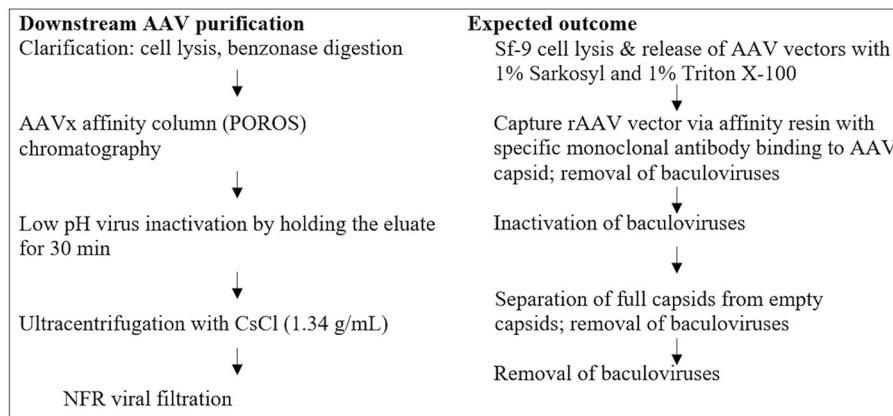 Downstream AAV purification
Clarification: cell lysis, benzonase digestion
AAVx affinity column (POROS)
chromatography
Low pH virus inactivation by holding the eluate
for 30 min
Ultracentrifugation with CsCl (1.34 g/mL)
NFR viral filtration
Expected outcome
Sf-9 cell lysis & release of AAV vectors with
1% Sarkosyl and 1% Triton X-100
Capture rAAV vector via affinity resin with
specific monoclonal antibody binding to AAV
capsid; removal of baculoviruses
Inactivation of baculoviruses
Separation of full capsids from empty
capsids; removal of baculoviruses
Removal of baculoviruses